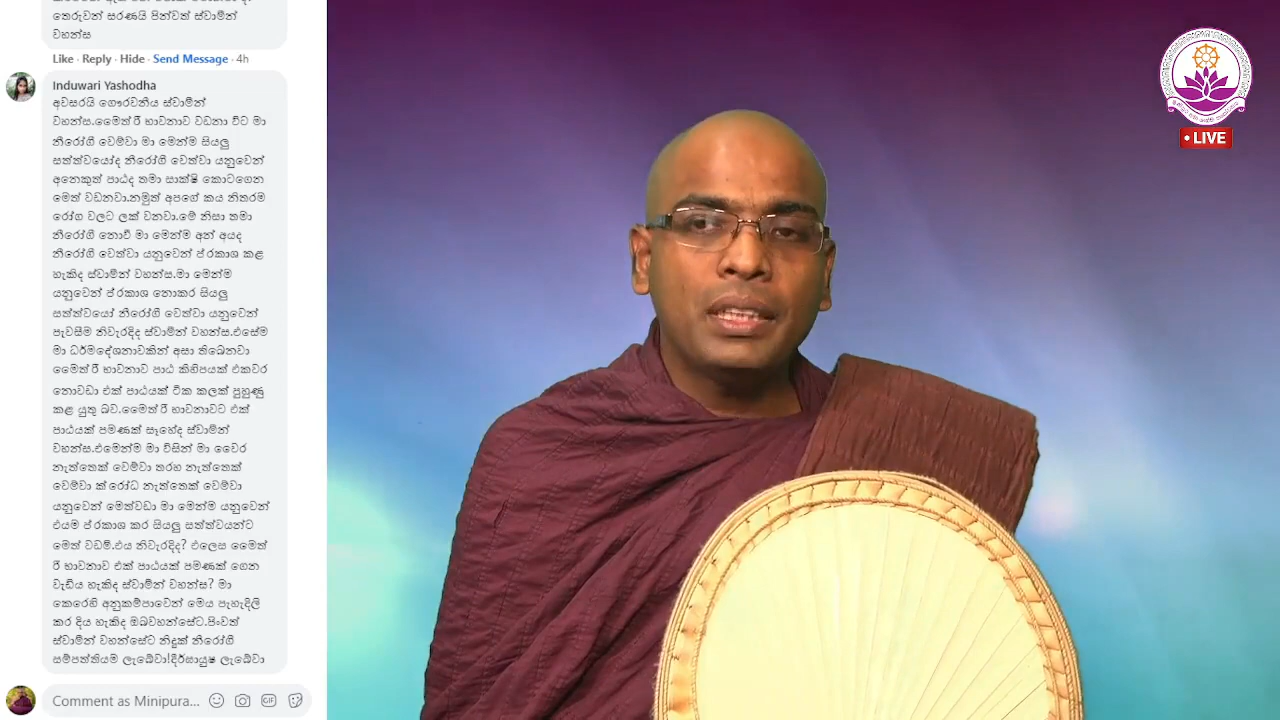 තෙරුවන් සරණයි පින්වත් ස්වාමින්
වහන්ස
Like · Reply · Hide · Send Message · 4h
Induwari Yashodha
අවසරයි ගෞරවනීය ස්වාමින්
වහන්ස.මෛත්‍රී භාවනාව වඩනා විට මා
නීරෝගී වෙම්වා මා මෙන්ම සියලු
සත්ත්වයෝද නීරෝගී වෙත්වා යනුවෙන්
අනෙකුත් පාඨද තමා සාක්ෂි කොටගෙන
මෙත් වඩනවා.නමුත් අපගේ කය නිතරම
රෝග වලට ලක් වනවා.මේ නිසා තමා
නීරෝගී නොවී මා මෙන්ම අන් අයද
නීරෝගී වෙත්වා යනුවෙන් ප්‍රකාශ කළ
හැකිද ස්වාමින් වහන්ස.මා මෙන්ම
යනුවෙන් ප්‍රකාශ නොකර සියලු
සත්ත්වයෝ නීරෝගී වෙත්වා යනුවෙන්
පැවසීම නිවැරදිද ස්වාමින් වහන්ස.එසේම
මා ධර්මදේශනාවකින් අසා තිබෙනවා
මෛත්‍රී භාවනාව පාඨ කිහිපයක් එකවර
නොවඩා එක් පාඨයක් ටික කලක් පුහුණු
කළ යුතු බව.මෛත්‍රී භාවනාවට එක්
පාඨයක් පමණක් සෑහේද ස්වාමින්
වහන්ස.එමෙන්ම මා විසින් මා වෛර
නැත්තෙක් වෙම්වා තරහ නැත්තෙක්
වෙම්වා ක්‍රෝධ නැත්තෙක් වෙම්වා
යනුවෙන් මෙත්වඩා මා මෙන්ම යනුවෙන්
එයම ප්‍රකාශ කර සියලු සත්ත්වයන්ට
මෙත් වඩමි.එය නිවැරදිද? එලෙස මෛත්
රී භාවනාව එක් පාඨයක් පමණක් ගෙන
වැඩිය හැකිද ස්වාමින් වහන්ස? මා
කෙරෙහි අනුකම්පාවෙන් මෙය පැහැදිලි
කර දිය හැකිද ඔබවහන්සේට.පිංවත්
ස්වාමින් වහන්සේට නිදුක් නීරෝගී
සම්පත්තියම ලැබේවා!දීර්ඝායුෂ ලැබේවා
Comment as Minipura...
GIF
• LIVE